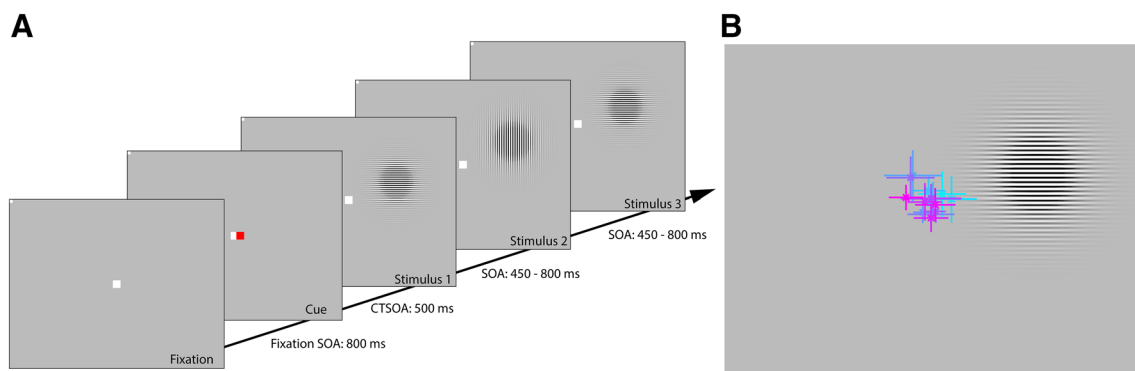 A
B
Stimulus 3
SOA: 450 - 800 ms
Stimulus 2
SOA: 450 - 800 ms
Stimulus 1
CTSOA: 500 ms
Cue
Fixation SOA: 800 ms
Fixation